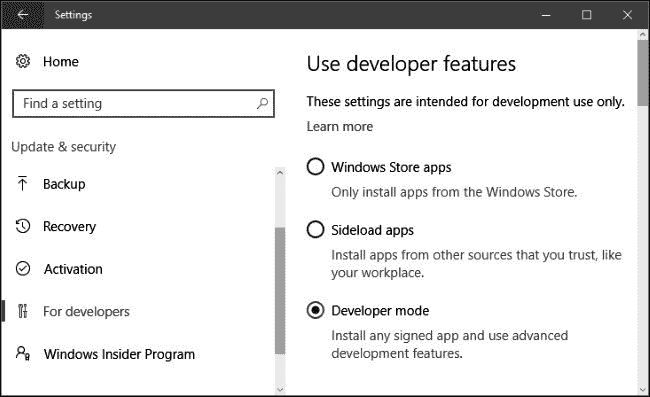 Settings
Home
Find a setting
Update & security
Backup
Recovery
Activation
For developers
Windows Insider Program
Use developer features
These settings are intended for development use only.
Learn more
Windows Store apps
Only install apps from the Windows Store.
Sideload apps
Install apps from other sources that you trust, like
your workplace.
Developer mode
Install any signed app and use advanced
development features.